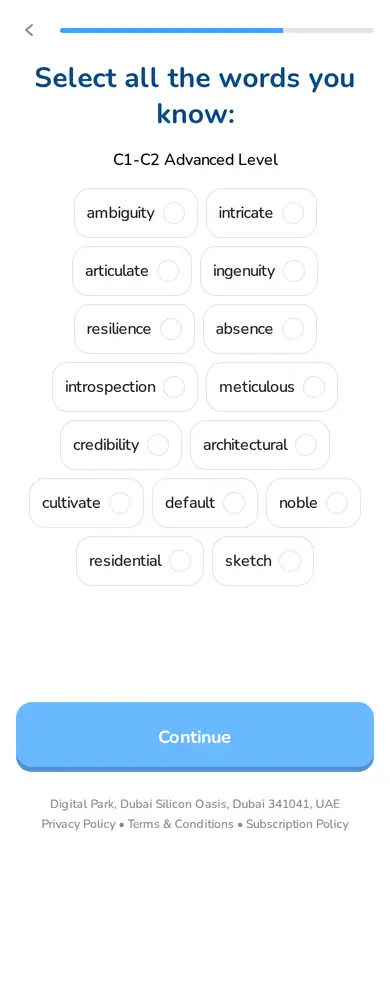 Select all the words you
know:
C1-C2 Advanced Level
ambiguity intricate
articulate ingenuity
resilience absence
introspection meticulous
credibility architectural
cultivate default noble
residential sketch
Continue
Digital Park, Dubai Silicon Oasis, Dubai 341041, UAE
Privacy Policy • Terms & Conditions • Subscription Policy